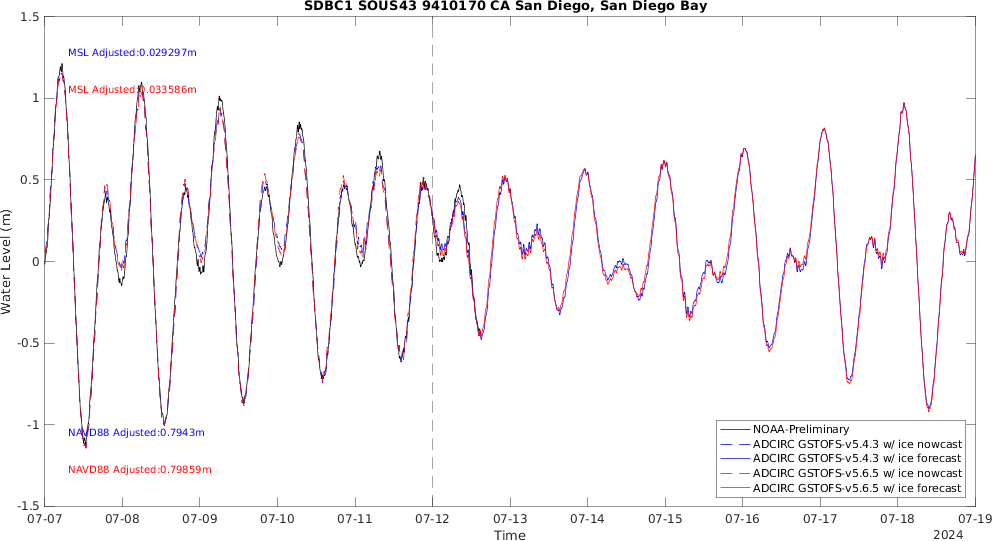 SDBC1 SOUS43 9410170 CA San Diego, San Diego Bay
1.5
1
0.5
0
-0.5
-1
-1.5
Water Level (m)
MSL Adjusted:0.029297m
MSL Adjusted:0.033586m
NAVD88 Adjusted:0.7943m
NAVD88 Adjusted:0.79859m
NOAA-Preliminary
ADCIRC GSTOFS-v5.4.3 w/ ice nowcast
ADCIRC GSTOFS-v5.4.3 w/ ice forecast
ADCIRC GSTOFS-v5.6.5 w/ ice nowcast
ADCIRC GSTOFS-v5.6.5 w/ ice forecast
07-07 07-08 07-09 07-10 07-11 07-12 07-13 07-14 07-15 07-16 07-17 07-18 07-19
Time
2024